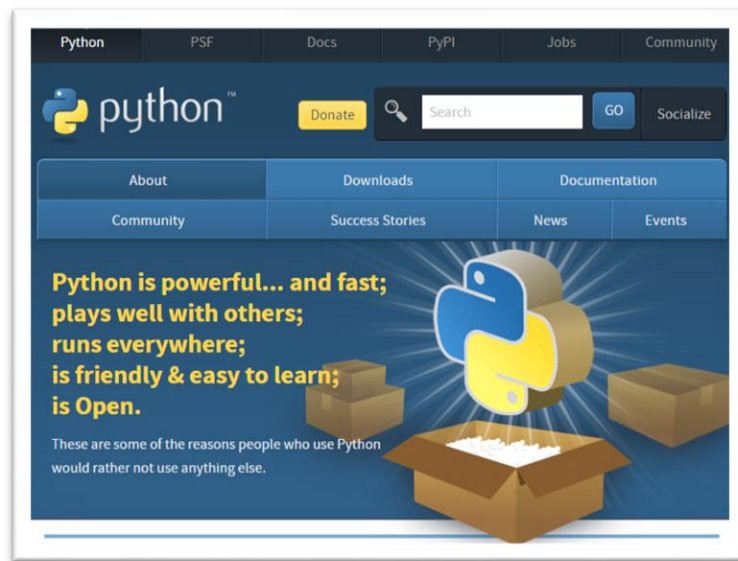 Python PSF Docs PyPI Jobs Community
python™ Donate Search GO Socialize
About Downloads Documentation
Community Success Stories News Events
Python is powerful... and fast;
plays well with others;
runs everywhere;
is friendly & easy to learn;
is Open.
These are some of the reasons people who use Python
would rather not use anything else.